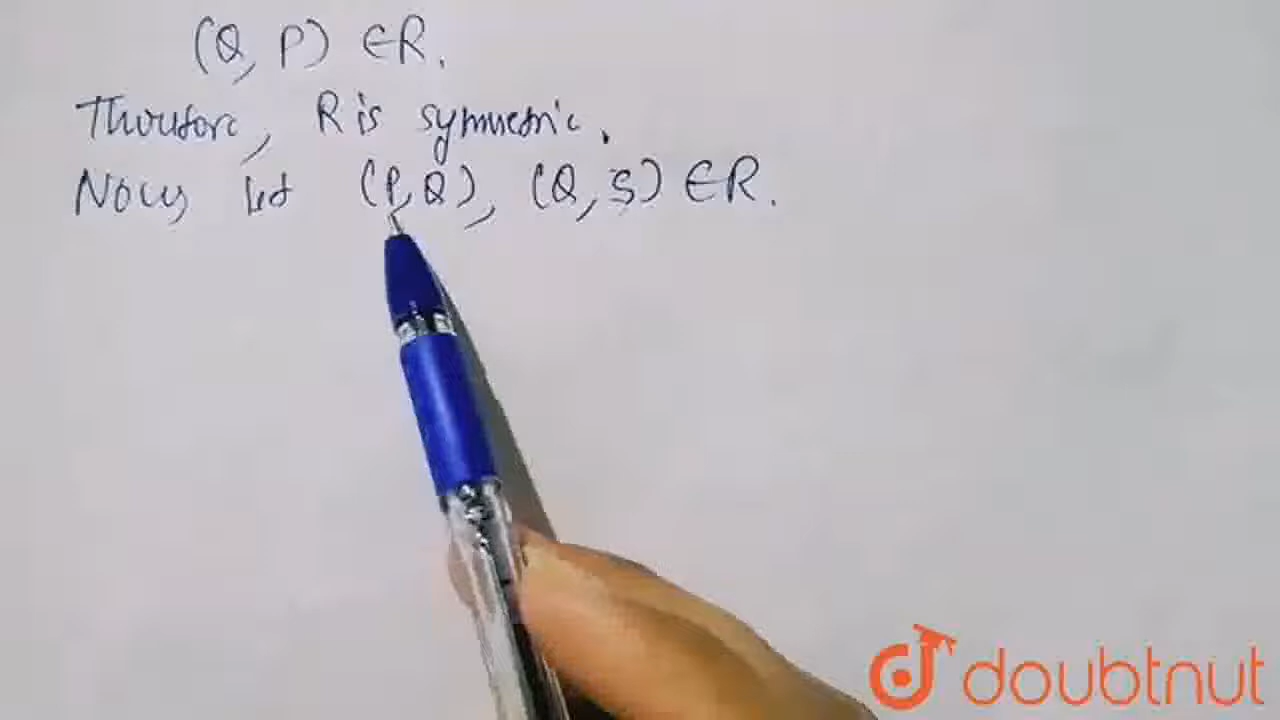 (Q, P) ∈R.
Therefore, R is symmetric.
Now let (P,Q), (Q, S) ∈R.
doubtnut